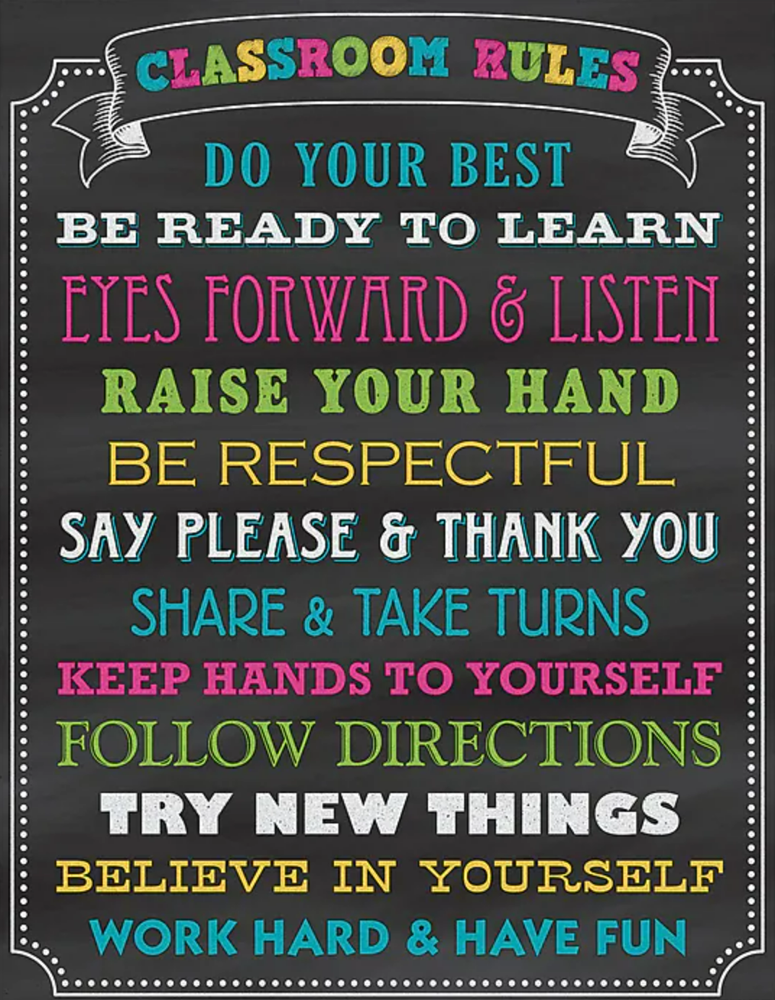 CLASSROOM RULES
DO YOUR BEST
BE READY TO LEARN
EYES FORWARD & LISTEN
RAISE YOUR HAND
BE RESPECTFUL
SAY PLEASE & THANK YOU
SHARE & TAKE TURNS
KEEP HANDS TO YOURSELF
FOLLOW DIRECTIONS
TRY NEW THINGS
BELIEVE IN YOURSELF
WORK HARD & HAVE FUN